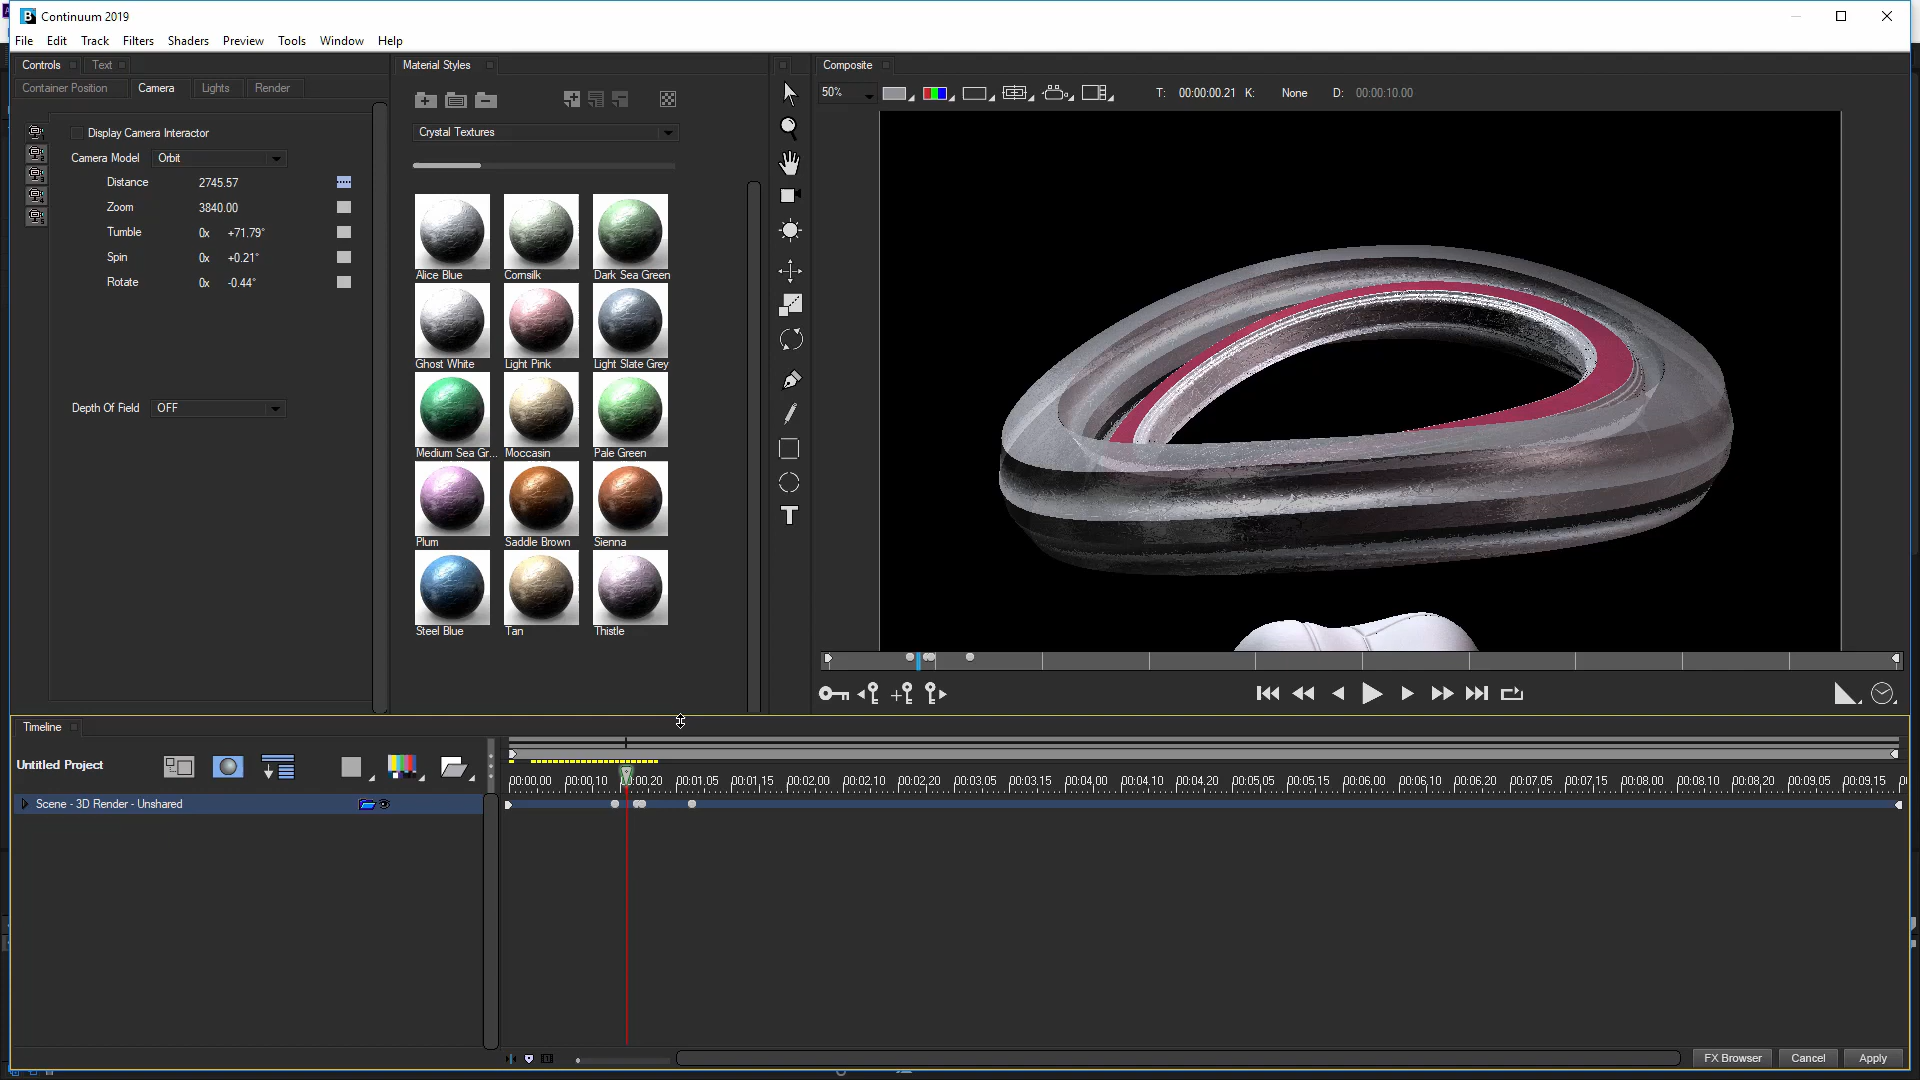 Continuum 2019
File Edit Track Filters Shaders Preview Tools Window Help
Controls Text
Container Position Camera Lights Render
Display Camera Interactor
Camera Model Orbit
Distance 2745.57
Zoom 3840.00
Tumble 0x +71.79°
Spin 0x +0.21°
Rotate 0x -0.44°
Depth Of Field OFF
Material Styles
Crystal Textures
Alice Blue Cornsilk Dark Sea Green
Ghost White Light Pink Light Slate Grey
Medium Sea Gr... Moccasin Pale Green
Plum Saddle Brown Sienna
Steel Blue Tan Thistle
Composite
50% T: 00:00:00.21 K: None D: 00:00:10.00
Timeline
Untitled Project
00:00.00 00:00.10 00:00.20 00:01.05 00:01.15 00:02.00 00:02.10 00:02.20 00:03.05 00:03.15 00:04.00 00:04.10 00:04.20 00:05.05 00:05.15 00:06.00 00:06.10 00:06.20 00:07.05 00:07.15 00:08.00 00:08.10 00:08.20 00:09.05 00:09.15
Scene - 3D Render - Unshared
FX Browser Cancel Apply